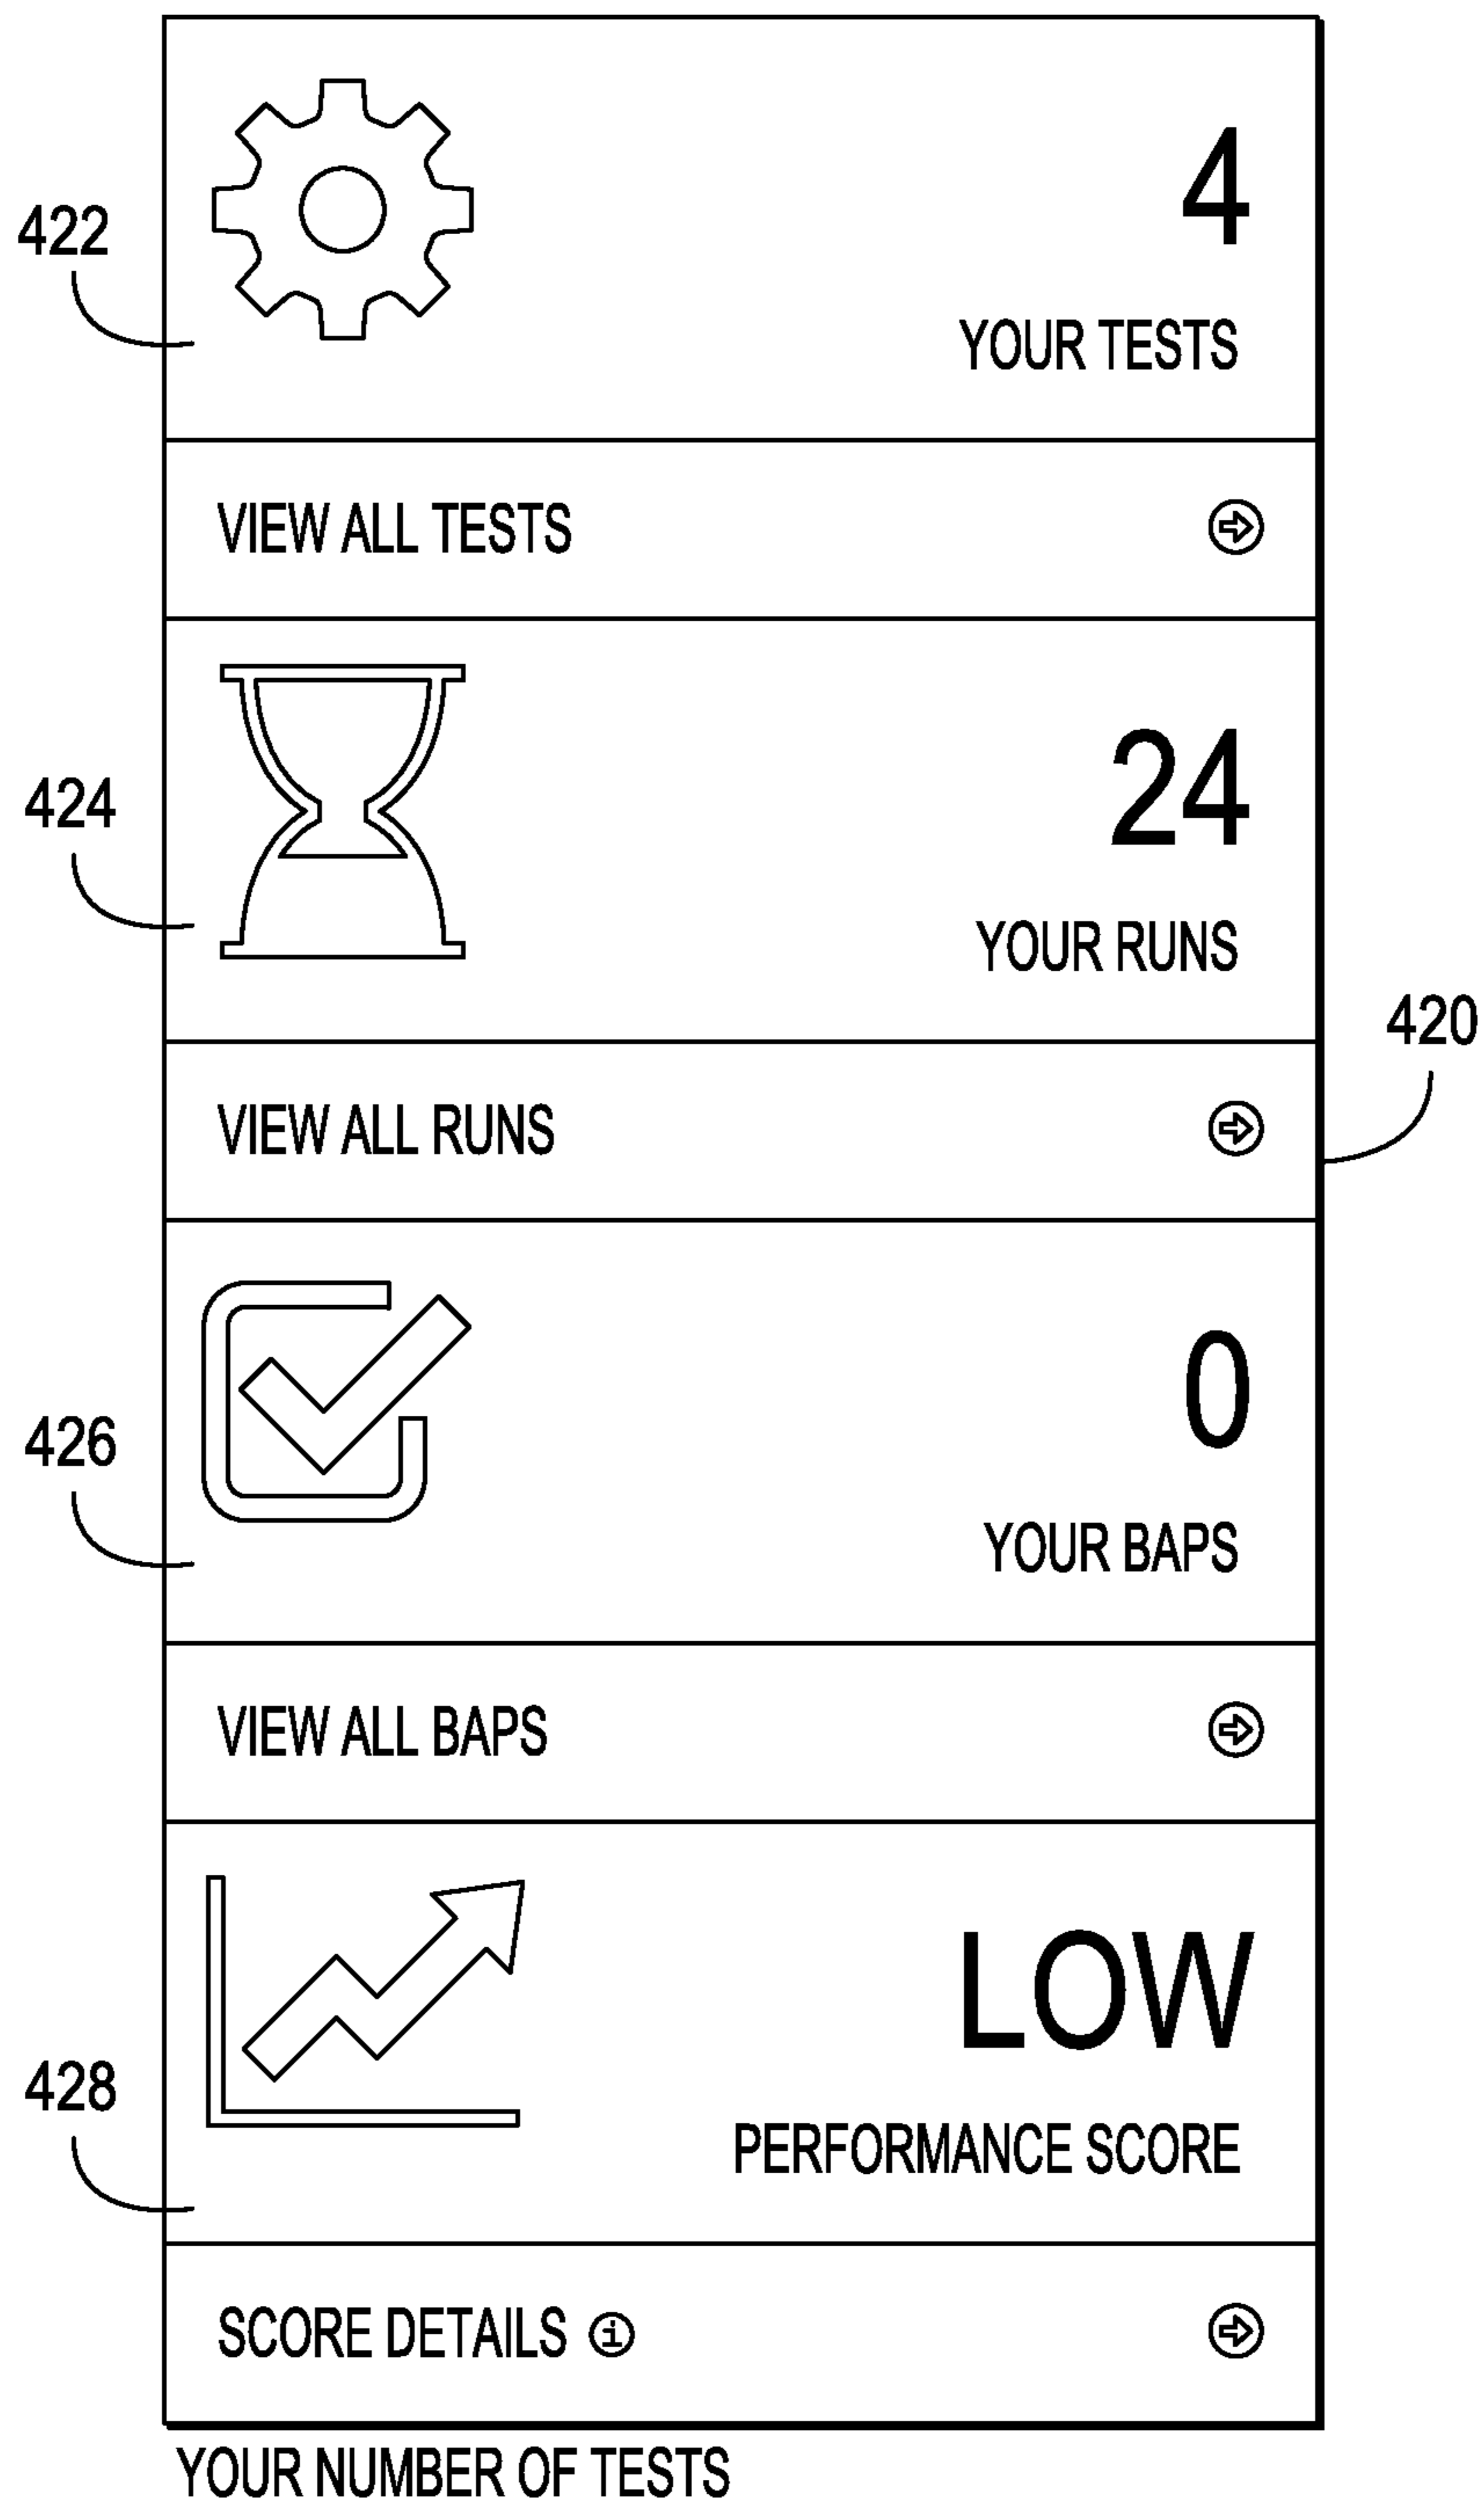 4
422
YOUR TESTS
VIEW ALL TESTS
24
424
YOUR RUNS
420
VIEW ALL RUNS
0
426
YOUR BAPS
VIEW ALL BAPS
LOW
428
PERFORMANCE SCORE
SCORE DETAILS i
YOUR NUMBER OF TESTS